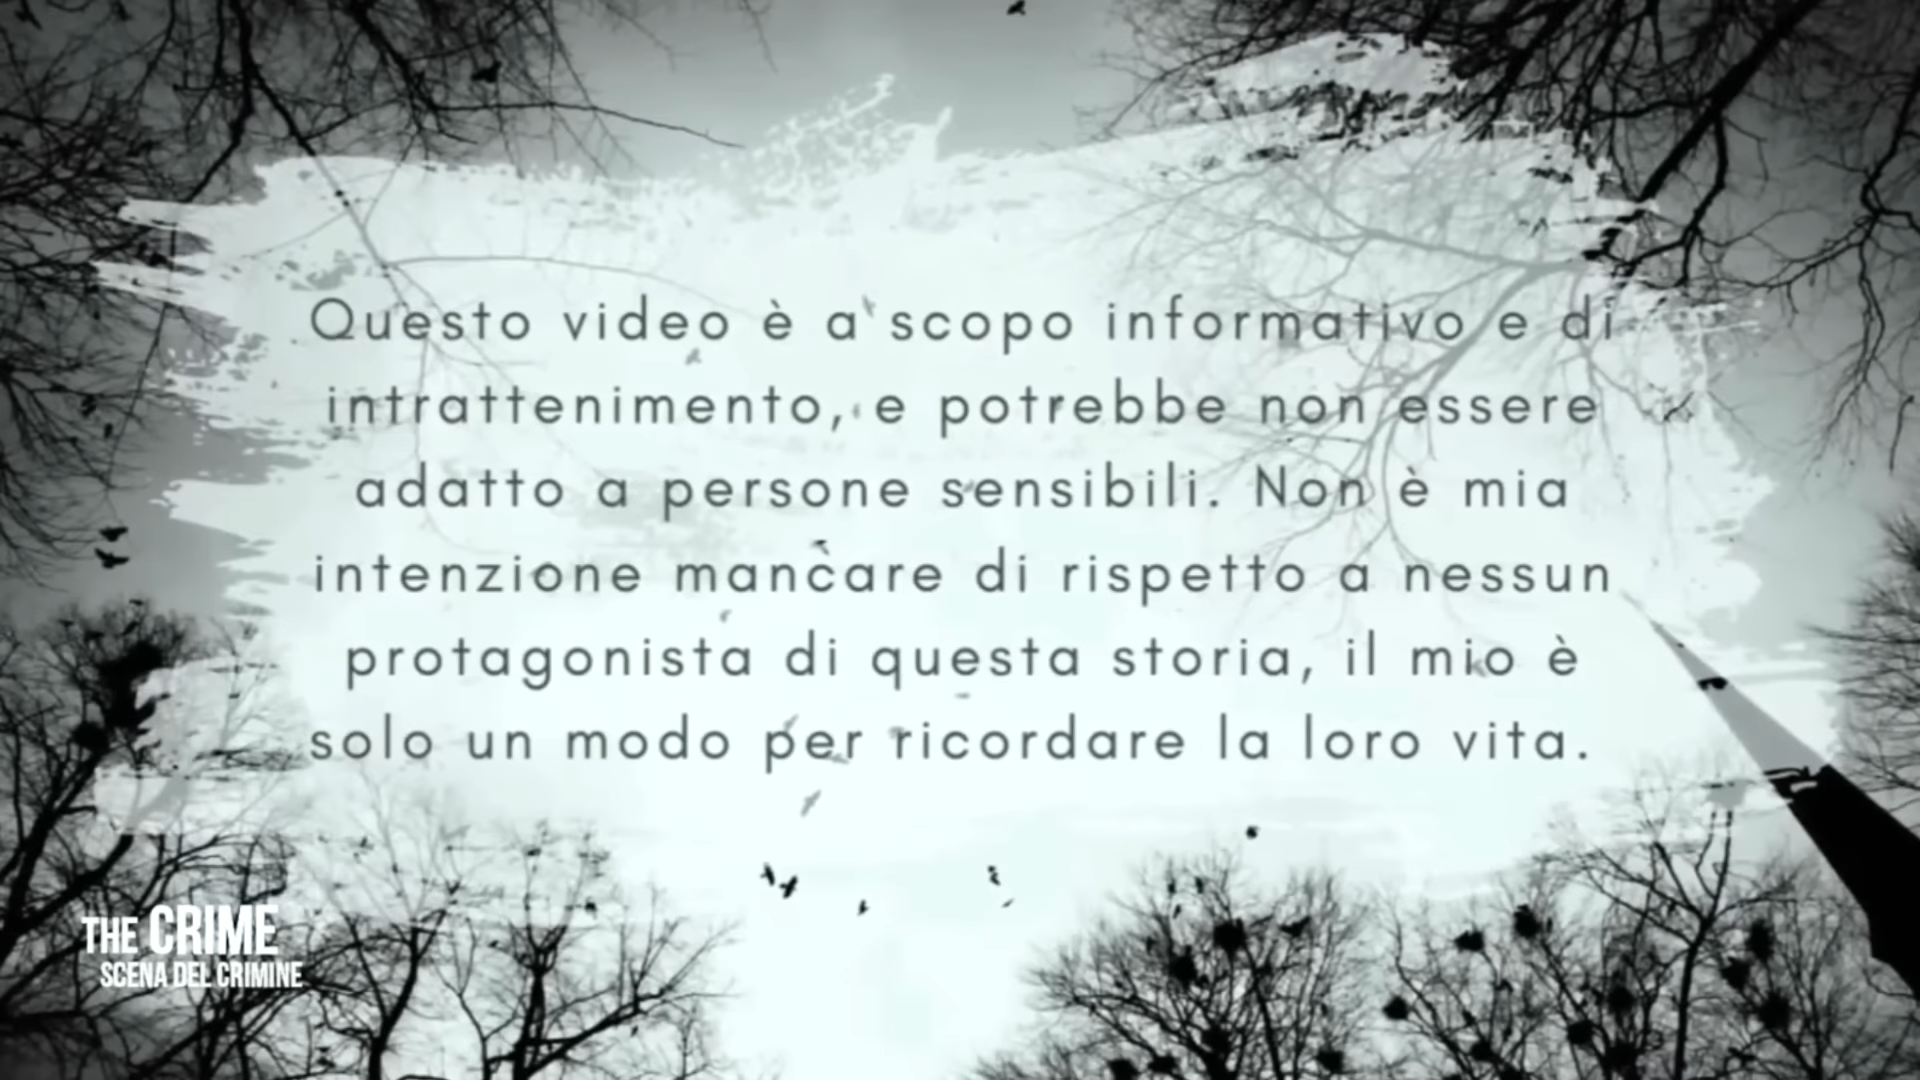 Questo video è a scopo informativo e di
intrattenimento, e potrebbe non essere
adatto a persone sensibili. Non è mia
intenzione mancare di rispetto a nessun
protagonista di questa storia, il mio è
solo un modo per ricordare la loro vita.
THE CRIME
SCENA DEL CRIMINE